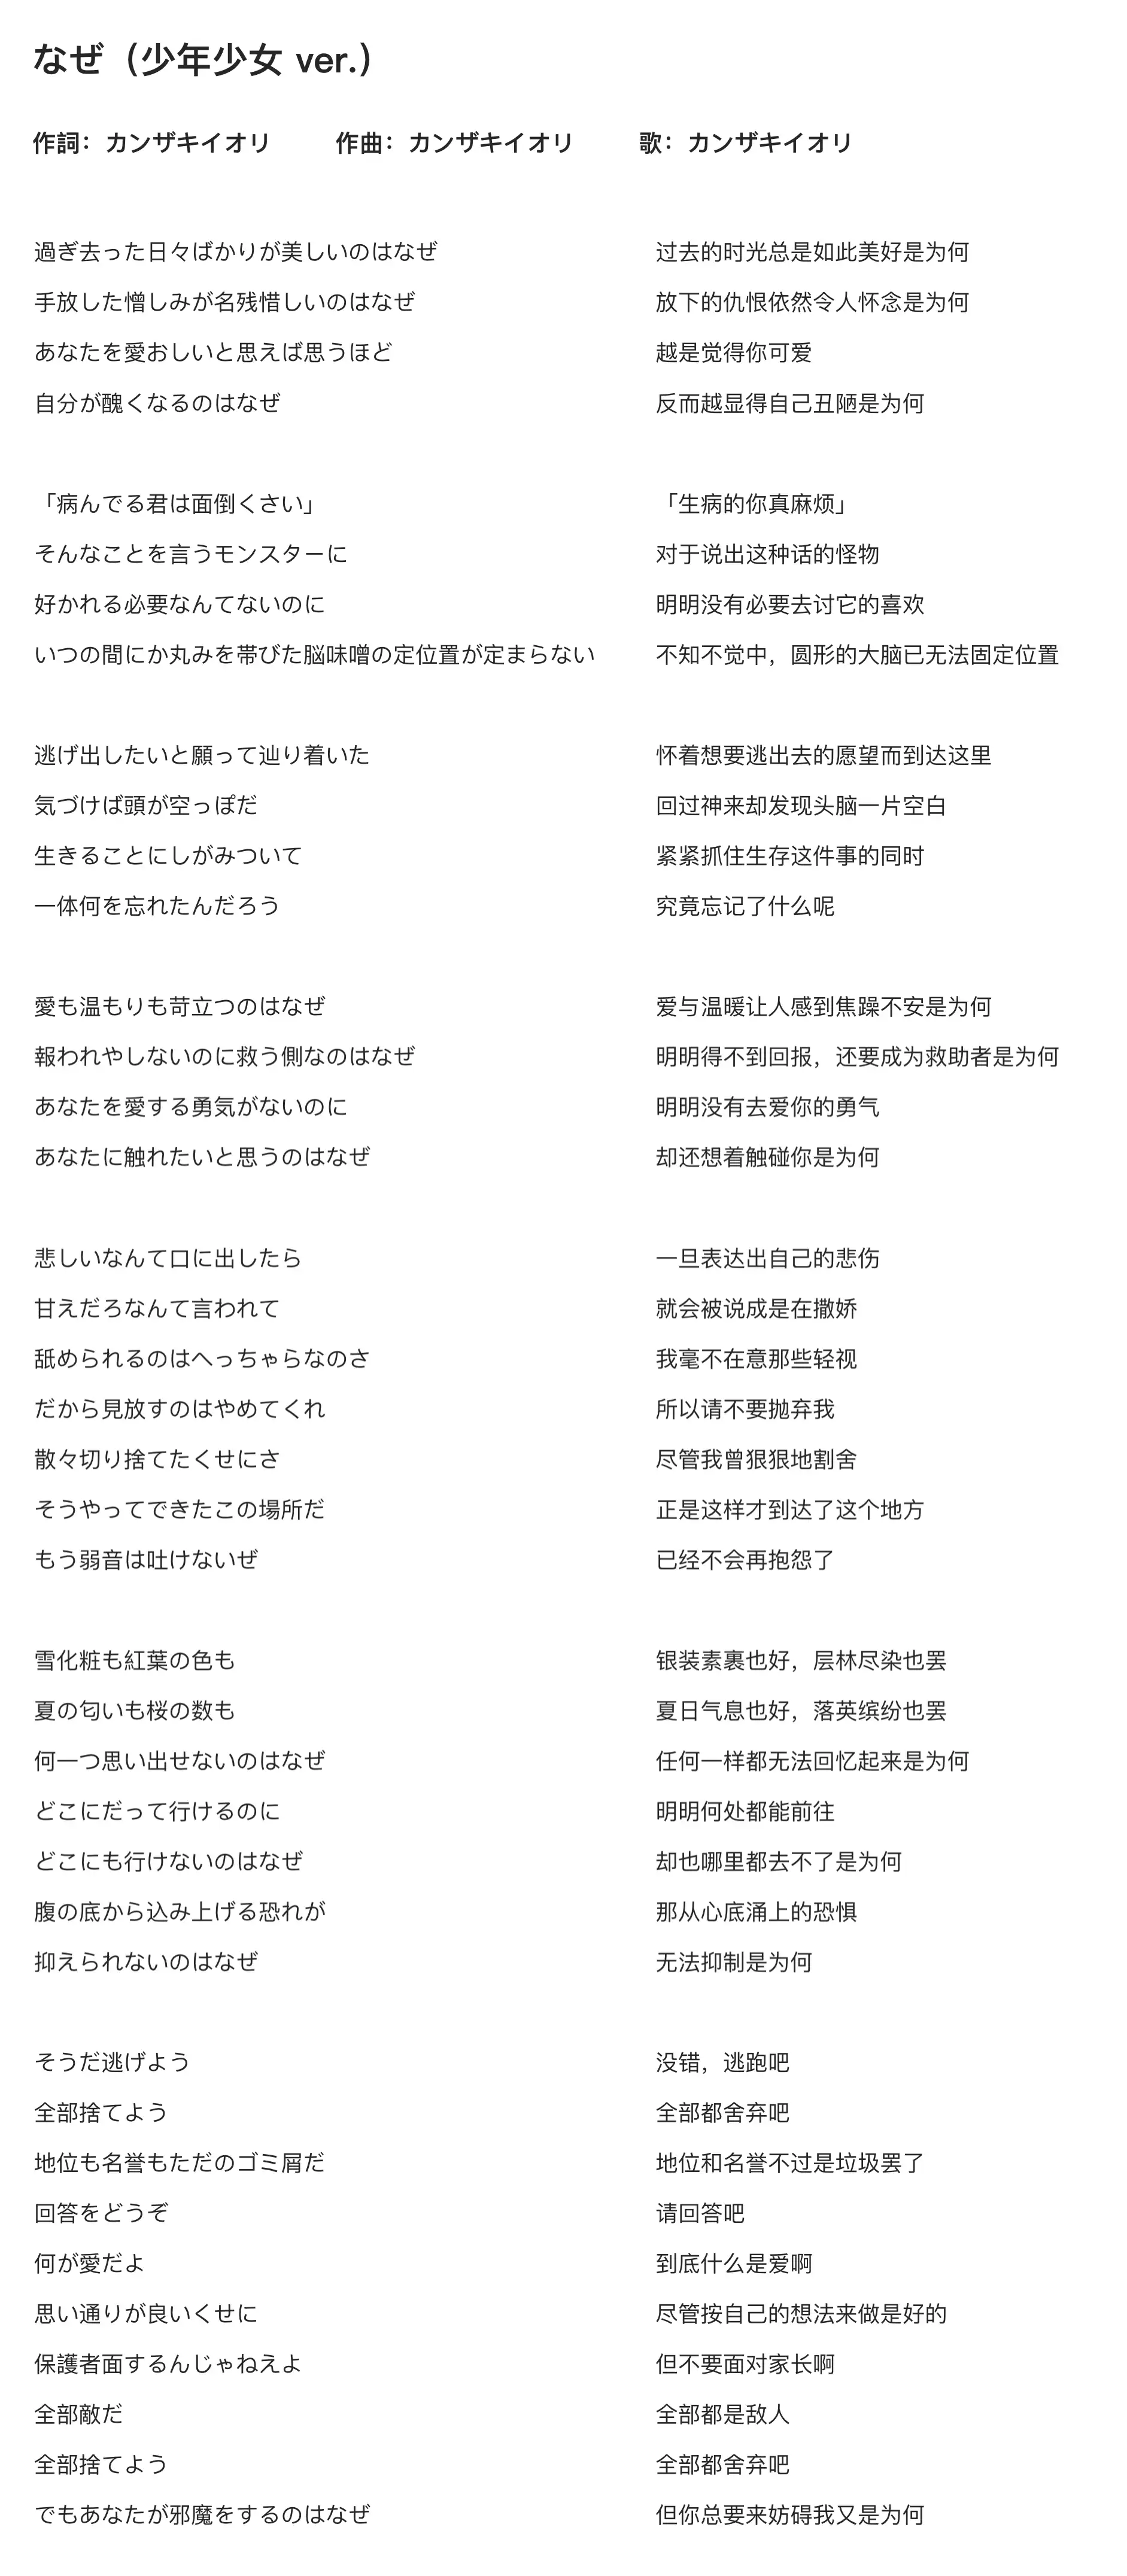 なぜ（少年少女 ver.）
作詞：カンザキイオリ 作曲：カンザキイオリ 歌：カンザキイオリ
過ぎ去った日々ばかりが美しいのはなぜ 过去的时光总是如此美好是为何
手放した憎しみが名残惜しいのはなぜ 放下的仇恨依然令人怀念是为何
あなたを愛おしいと思えば思うほど 越是觉得你可爱
自分が醜くなるのはなぜ 反而越显得自己丑陋是为何
「病んでる君は面倒くさい」 「生病的你真麻烦」
そんなことを言うモンスターに 对于说出这种话的怪物
好かれる必要なんてないのに 明明没有必要去讨它的喜欢
いつの間にか丸みを帯びた脳味噌の定位置が定まらない 不知不觉中，圆形的大脑已无法固定位置
逃げ出したいと願って辿り着いた 怀着想要逃出去的愿望而到达这里
気づけば頭が空っぽだ 回过神来却发现头脑一片空白
生きることにしがみついて 紧紧抓住生存这件事的同时
一体何を忘れたんだろう 究竟忘记了什么呢
愛も温もりも苛立つのはなぜ 爱与温暖让人感到焦躁不安是为何
報われやしないのに救う側なのはなぜ 明明得不到回报，还要成为救助者是为何
あなたを愛する勇気がないのに 明明没有去爱你的勇气
あなたに触れたいと思うのはなぜ 却还想着触碰你是为何
悲しいなんて口に出したら 一旦表达出自己的悲伤
甘えだろなんて言われて 就会被说成是在撒娇
舐められるのはへっちゃらなのさ 我毫不在意那些轻视
だから見放すのはやめてくれ 所以请不要抛弃我
散々切り捨てたくせにさ 尽管我曾狠狠地割舍
そうやってできたこの場所だ 正是这样才到达了这个地方
もう弱音は吐けないぜ 已经不会再抱怨了
雪化粧も紅葉の色も 银装素裹也好，层林尽染也罢
夏の匂いも桜の数も 夏日气息也好，落英缤纷也罢
何一つ思い出せないのはなぜ 任何一样都无法回忆起来是为何
どこにだって行けるのに 明明何处都能前往
どこにも行けないのはなぜ 却也哪里都去不了是为何
腹の底から込み上げる恐れが 那从心底涌上的恐惧
抑えられないのはなぜ 无法抑制是为何
そうだ逃げよう 没错，逃跑吧
全部捨てよう 全部都舍弃吧
地位も名誉もただのゴミ屑だ 地位和名誉不过是垃圾罢了
回答をどうぞ 请回答吧
何が愛だよ 到底什么是爱啊
思い通りが良いくせに 尽管按自己的想法来做是好的
保護者面するんじゃねえよ 但不要面对家长啊
全部敵だ 全部都是敌人
全部捨てよう 全部都舍弃吧
でもあなたが邪魔をするのはなぜ 但你总要来妨碍我又是为何